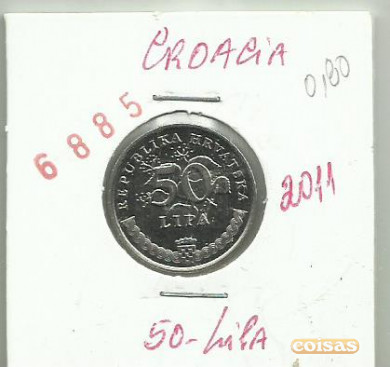 CROACIA
0,80
6885
REPUBLIKA HRVATSKA
50
LIPA
2011
50-LiPA
coisas